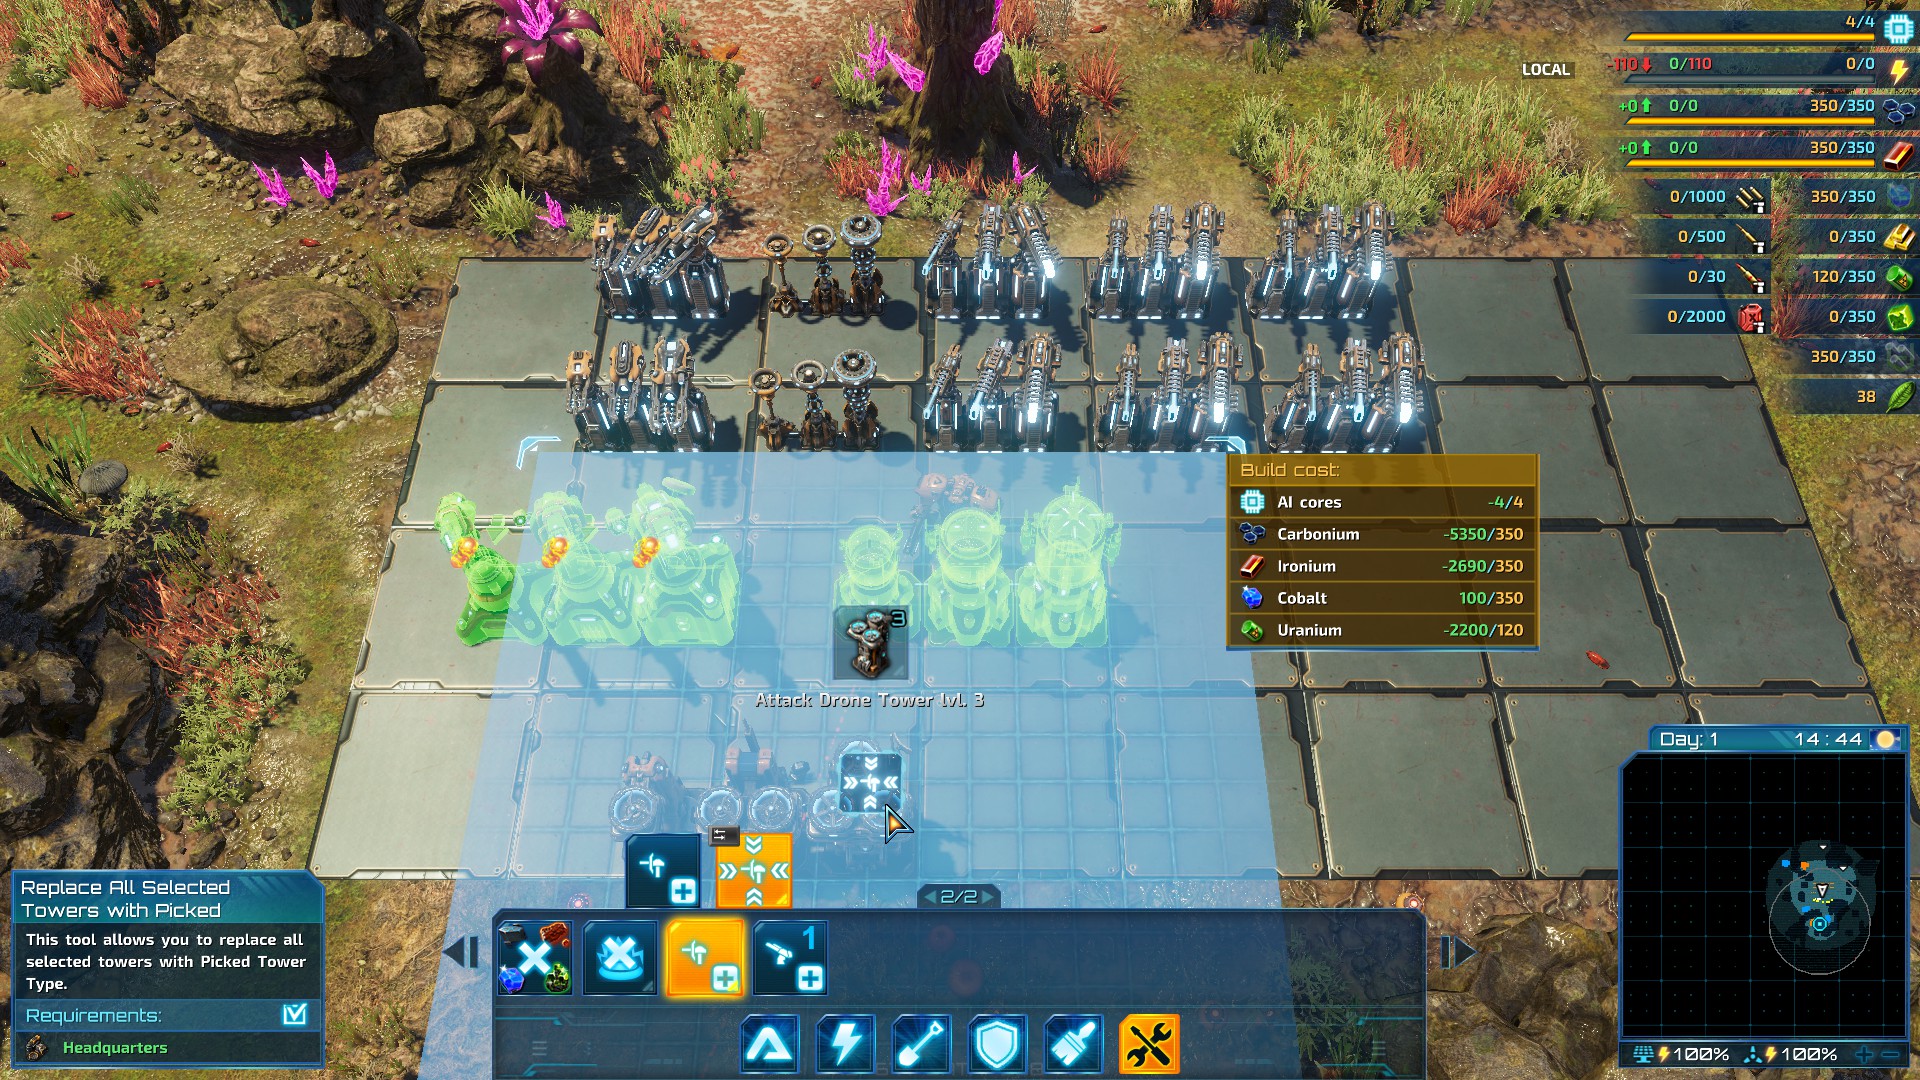 4/4
LOCAL
-110 0/110 0/0
+0 0/0 350/350
+0 0/0 350/350
0/1000 350/350
0/500 0/350
0/30 120/350
0/2000 0/350
350/350
38
Build cost:
AI cores -4/4
Carbonium -5350/350
Ironium -2690/350
Cobalt 100/350
Uranium -2200/120
3
Attack Drone Tower lvl. 3
Day: 1 14:44
Replace All Selected
Towers with Picked
This tool allows you to replace all
selected towers with Picked Tower
Type.
Requirements:
Headquarters
2/2
1
100% 100%